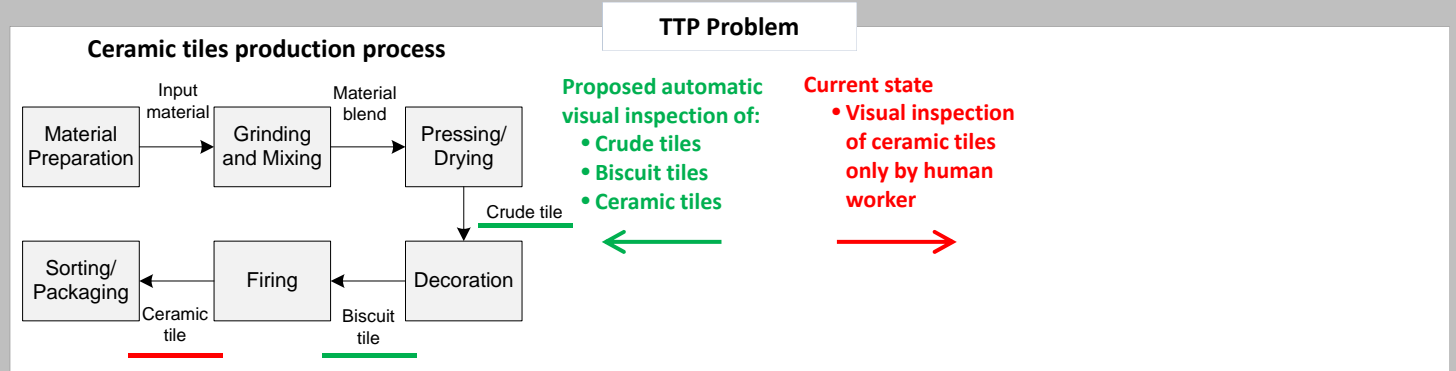 TTP Problem
Ceramic tiles production process
Input
material
Material
blend
Material
Preparation
Grinding
and Mixing
Pressing/
Drying
Crude tile
Sorting/
Packaging
Firing
Decoration
Ceramic
tile
Biscuit
tile
Proposed automatic
visual inspection of:
• Crude tiles
• Biscuit tiles
• Ceramic tiles
Current state
• Visual inspection
of ceramic tiles
only by human
worker